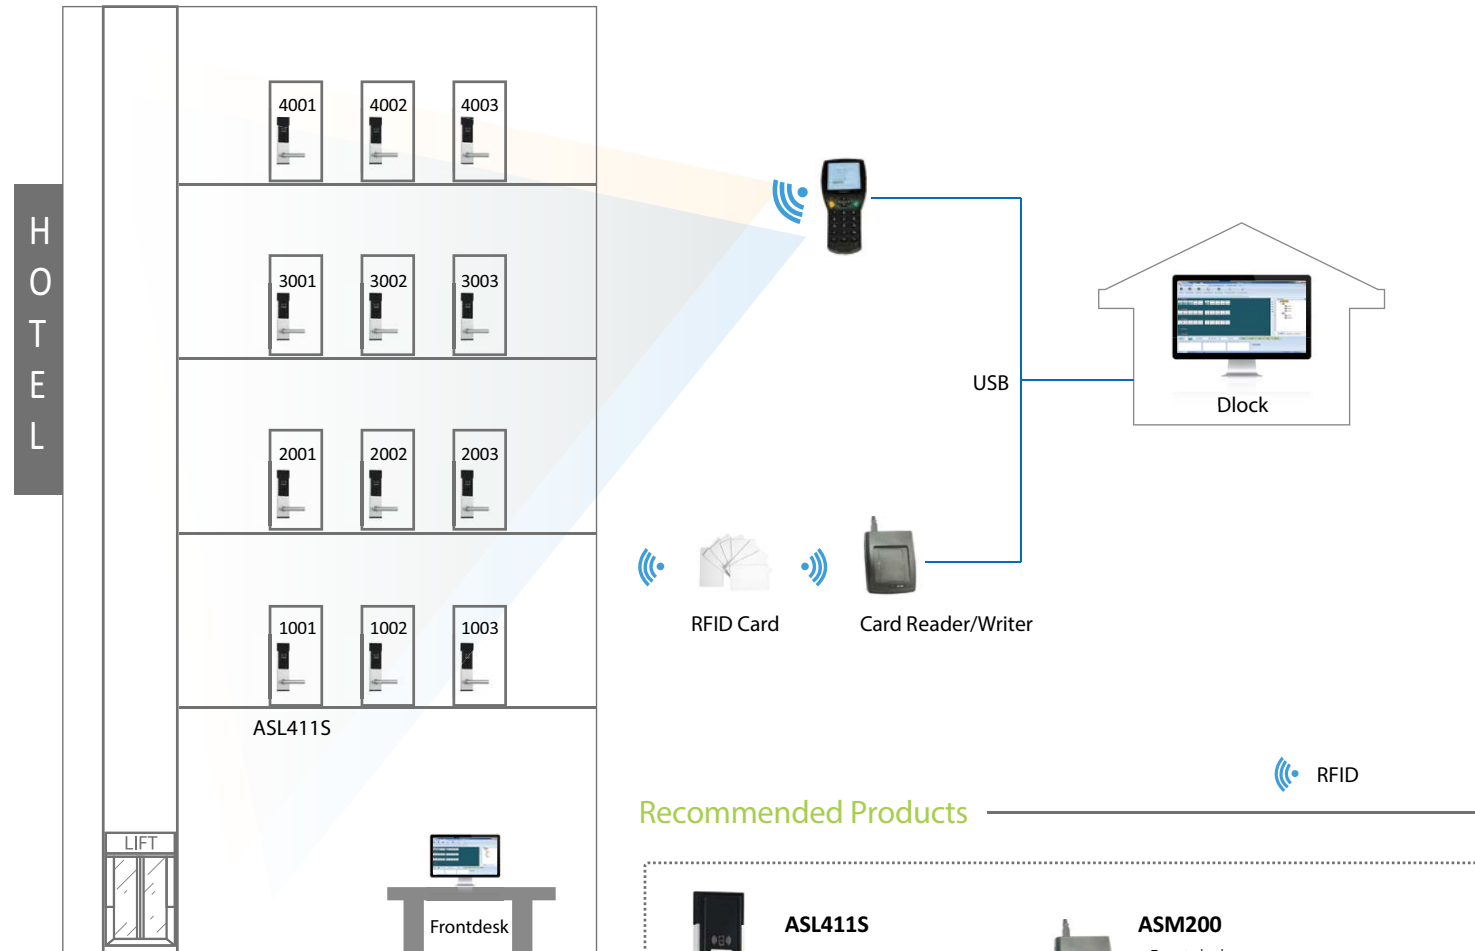 HOTEL
4001 4002 4003
3001 3002 3003
2001 2002 2003
1001 1002 1003
ASL411S
LIFT
Frontdesk
USB
Dlock
RFID Card
Card Reader/Writer
RFID
Recommended Products
ASL411S
ASM200